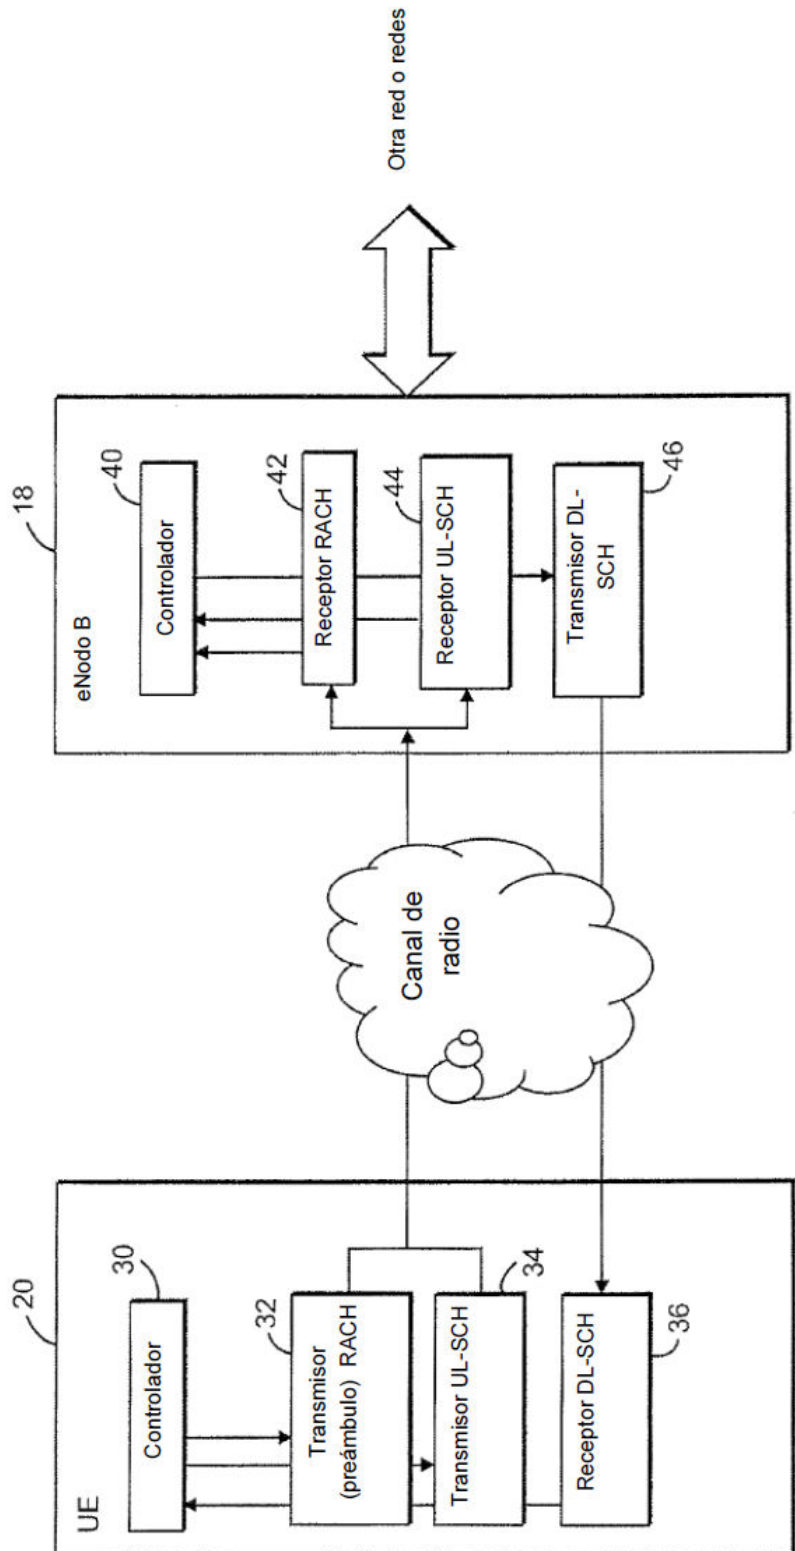 20
UE
30
Controlador
32
Transmisor
(preámbulo) RACH
34
Transmisor UL-SCH
36
Receptor DL-SCH
Canal de
radio
18
eNodo B
40
Controlador
42
Receptor RACH
44
Receptor UL-SCH
46
Transmisor DL-
SCH
Otra red o redes